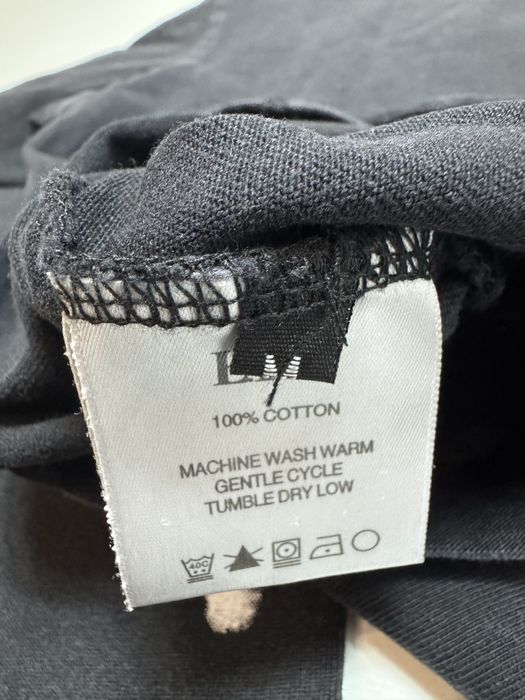 M
100% COTTON
MACHINE WASH WARM
GENTLE CYCLE
TUMBLE DRY LOW
40C